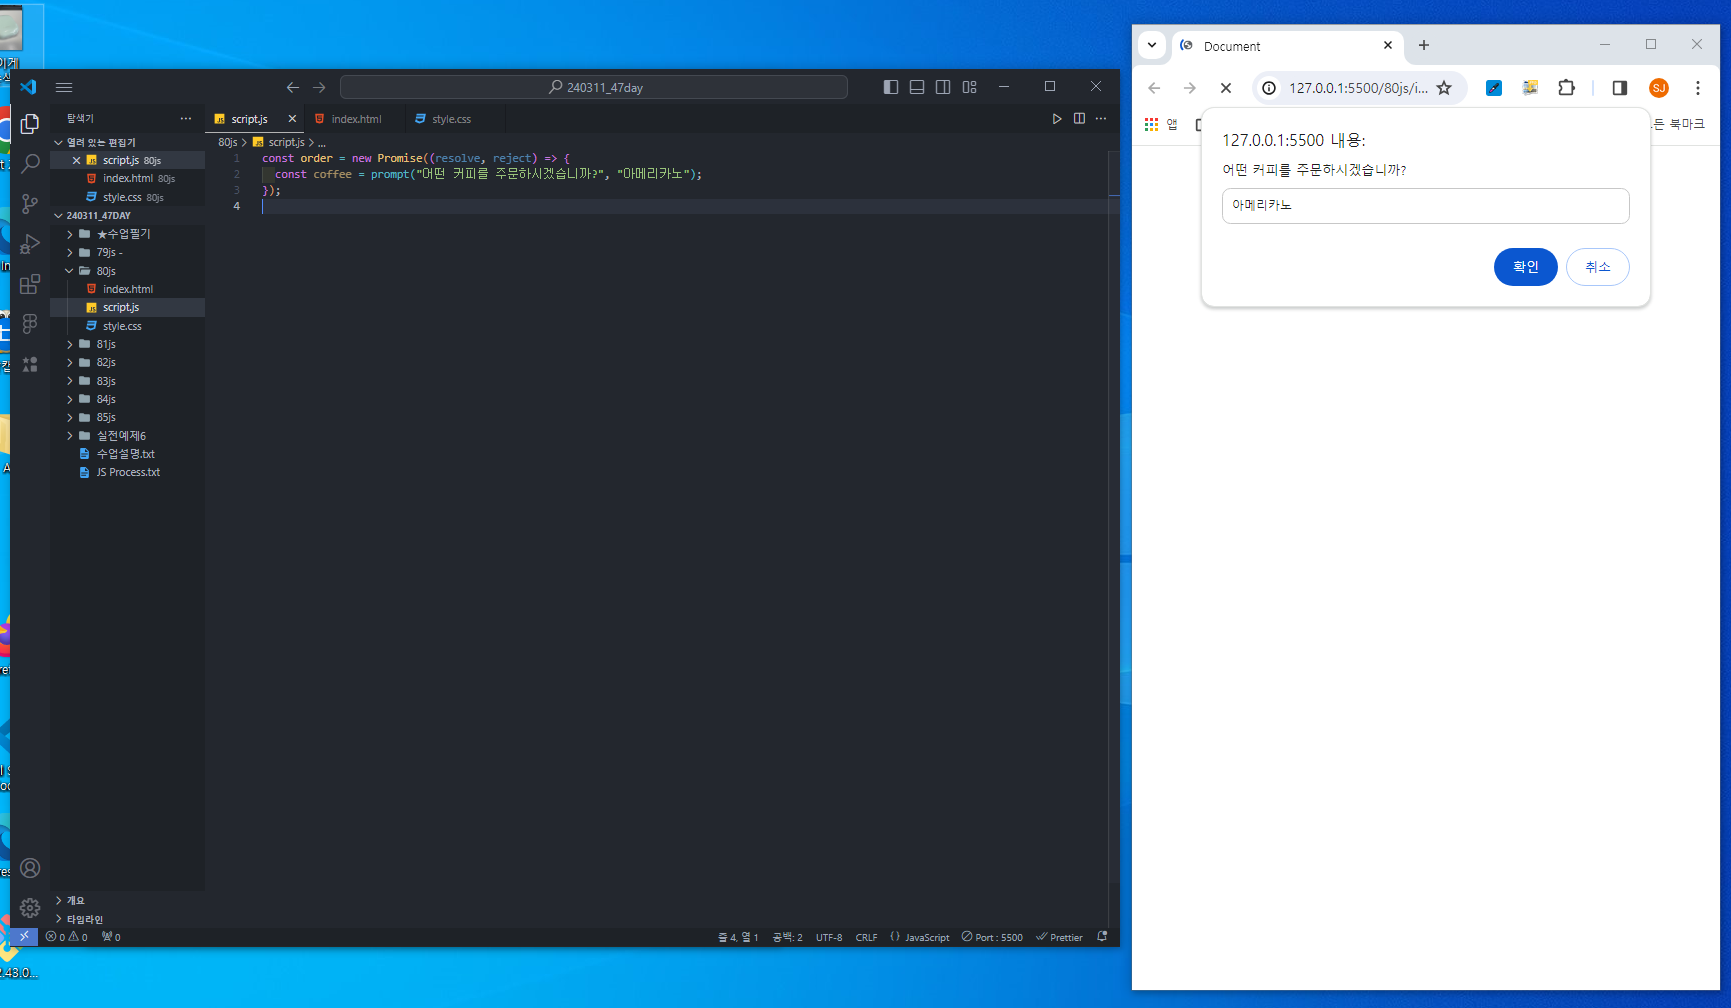 240311_47day
탐색기
열려 있는 편집기
script.js 80js
index.html 80js
style.css 80js
240311_47DAY
★수업필기
79js -
80js
index.html
script.js
style.css
81js
82js
83js
84js
85js
실전예제6
수업설명.txt
JS Process.txt
개요
타임라인
script.js
index.html
style.css
80js > script.js > ...
1 const order = new Promise((resolve, reject) => {
2 const coffee = prompt("어떤 커피를 주문하시겠습니까?", "아메리카노");
3 });
4
0 0 0
줄 4, 열 1 공백: 2 UTF-8 CRLF {} JavaScript Port : 5500 Prettier
2.43.0...
Document
127.0.0.1:5500/80js/i...
SJ
앱
북마크
127.0.0.1:5500 내용:
어떤 커피를 주문하시겠습니까?
아메리카노
확인 취소